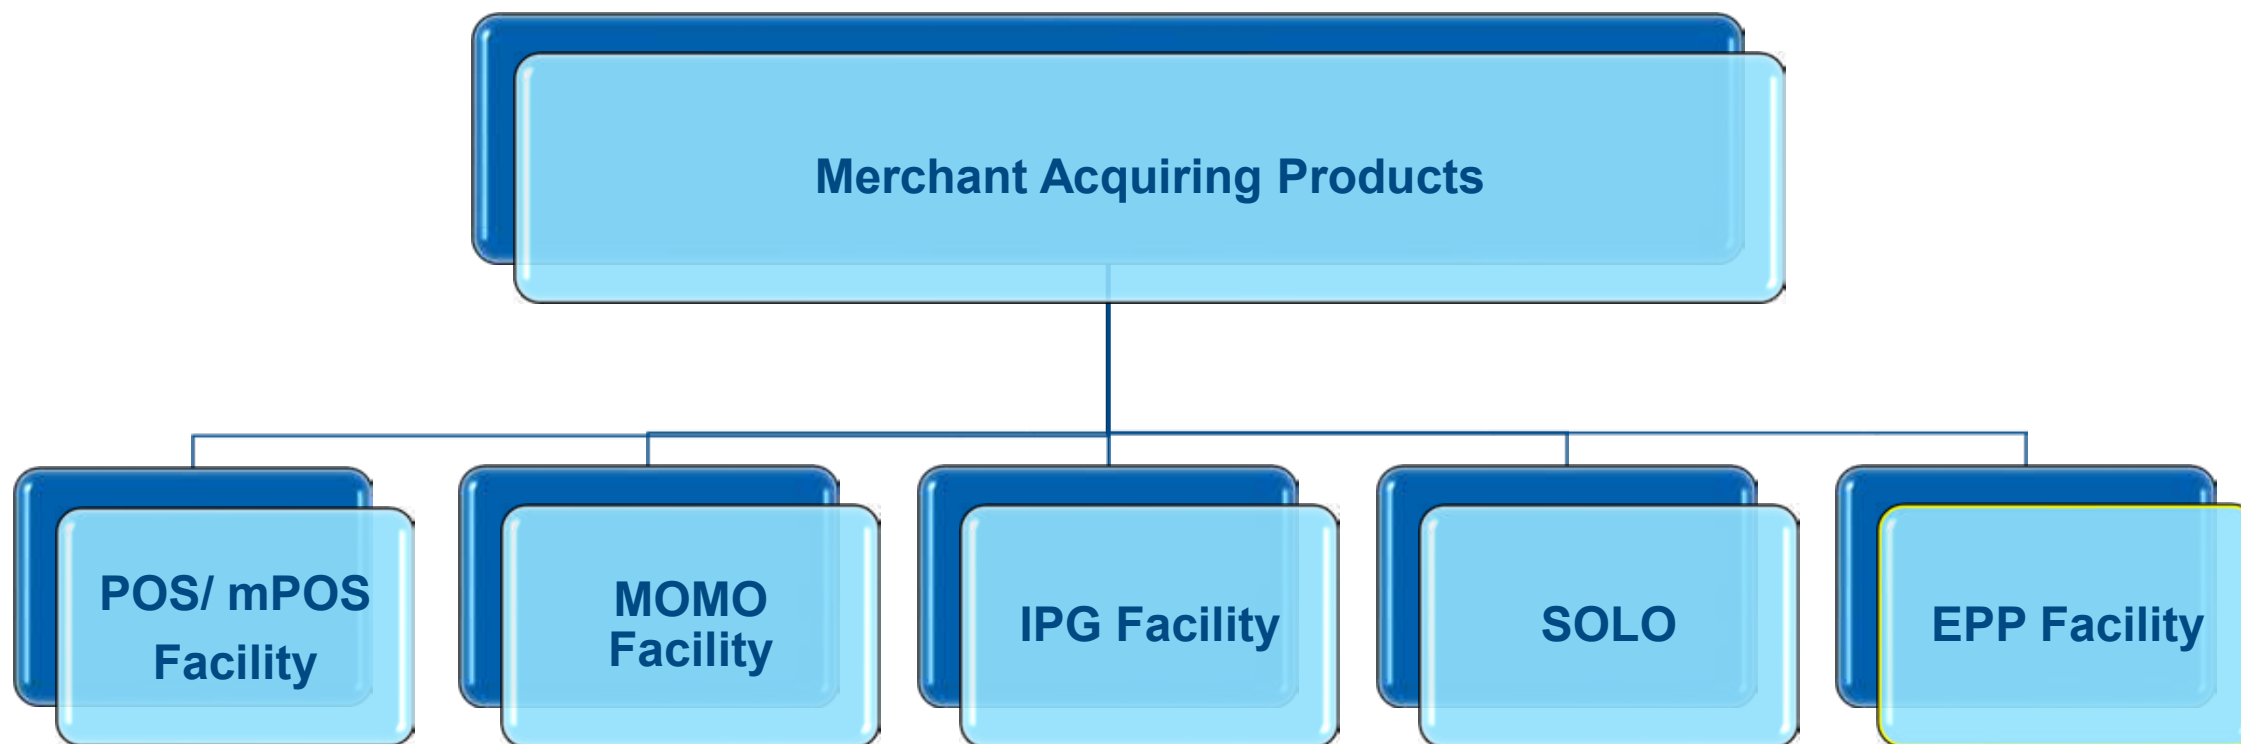 Merchant Acquiring Products
POS/ mPOS
Facility
MOMO
Facility
IPG Facility
SOLO
EPP Facility